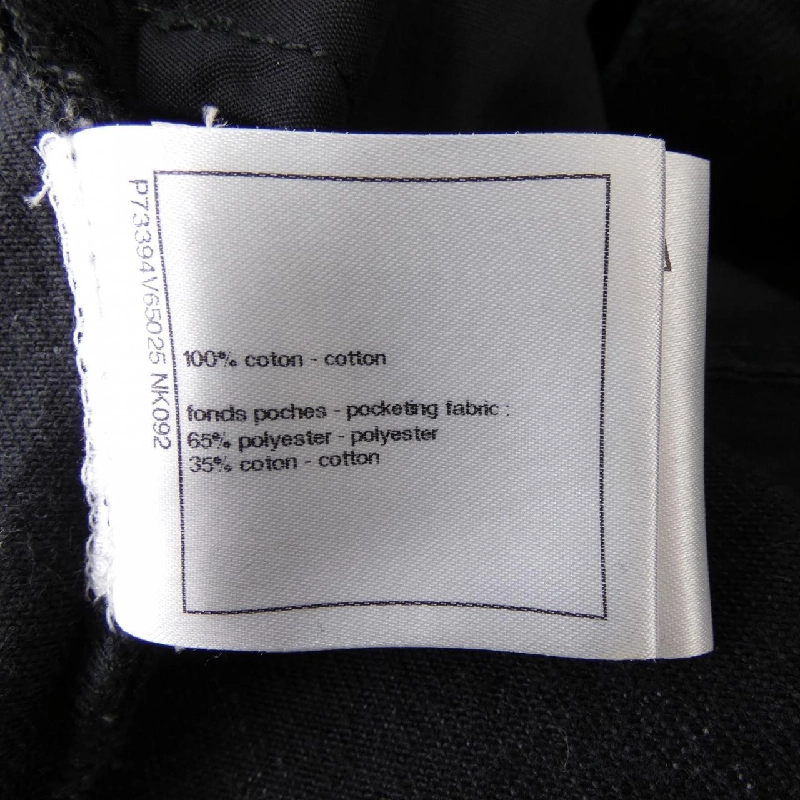 P73394V65025 NK092
100% coton - cotton
fonds poches - pocketing fabric :
65% polyester - polyester
35% coton - cotton